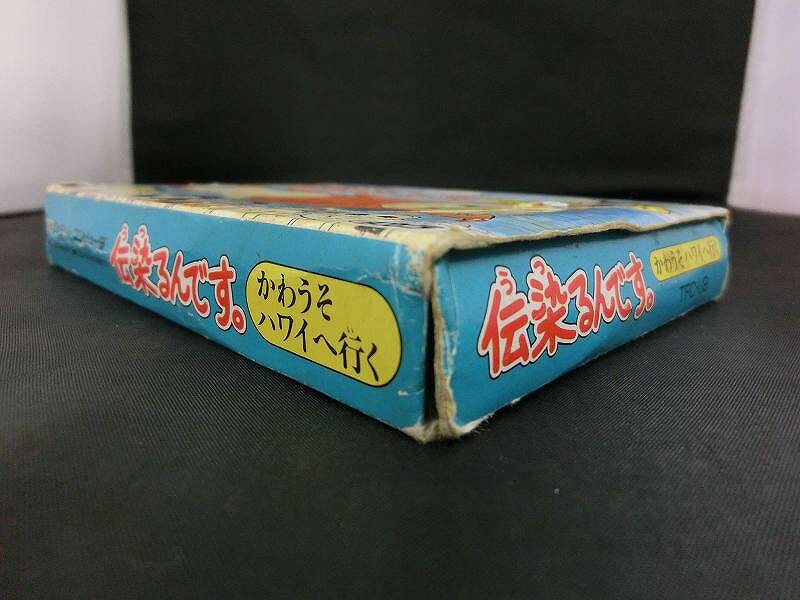 伝染るんです。
かわうそ
ハワイへ行く
伝染るんです。
かわうそハワイへ行く